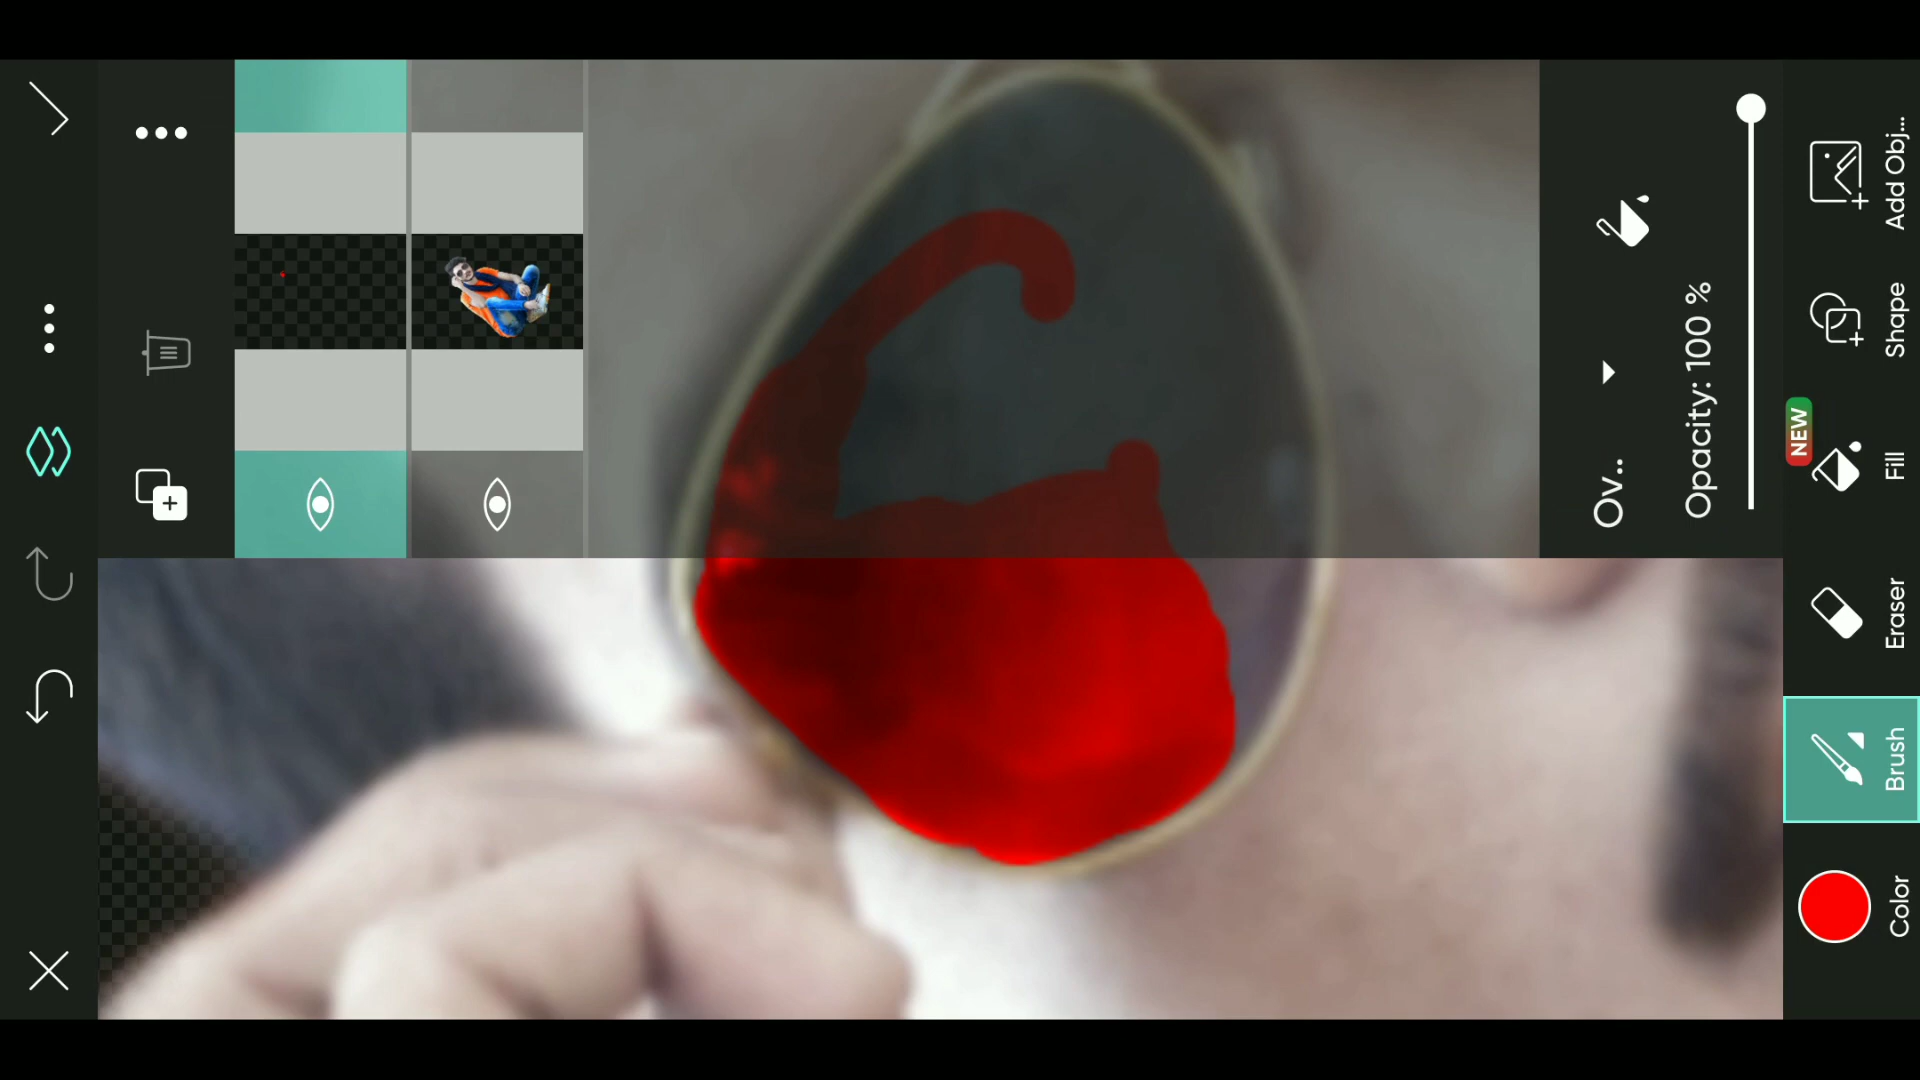 Ov..
Opacity: 100 %
Color
Brush
Eraser
Fill
NEW
Shape
Add Obj...